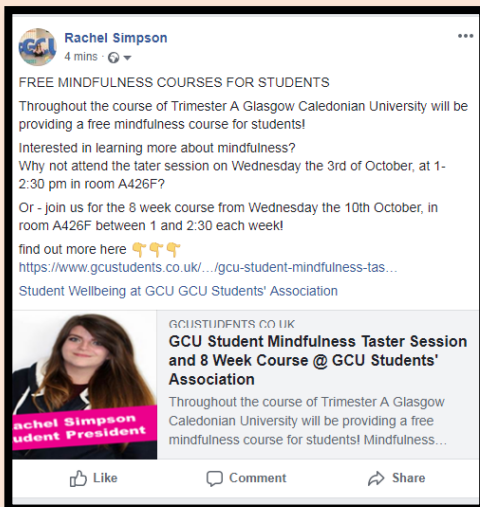 GCU
Rachel Simpson
4 mins ·
FREE MINDFULNESS COURSES FOR STUDENTS
Throughout the course of Trimester A Glasgow Caledonian University will be
providing a free mindfulness course for students!
Interested in learning more about mindfulness?
Why not attend the tater session on Wednesday the 3rd of October, at 1-
2:30 pm in room A426F?
Or - join us for the 8 week course from Wednesday the 10th October, in
room A426F between 1 and 2:30 each week!
find out more here 👇👇👇
https://www.gcustudents.co.uk/…/gcu-student-mindfulness-tas…
Student Wellbeing at GCU GCU Students' Association
GCUSTUDENTS.CO.UK
GCU Student Mindfulness Taster Session
and 8 Week Course @ GCU Students'
Association
Throughout the course of Trimester A Glasgow
Caledonian University will be providing a free
mindfulness course for students! Mindfulness...
achel Simpson
udent President
Like
Comment
Share